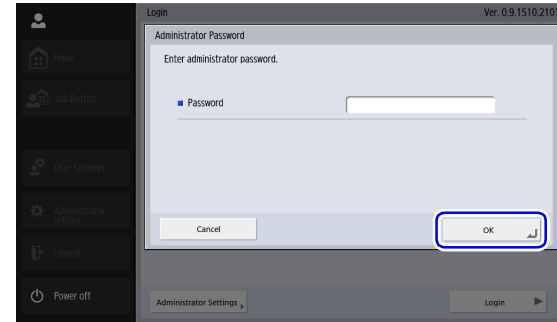 Login
Ver. 0.9.1510.2101
Administrator Password
Enter administrator password.
Password
Cancel
OK
Home
Job Button
User Settings
Administrator
setting
Logout
Power off
Administrator Settings
Login